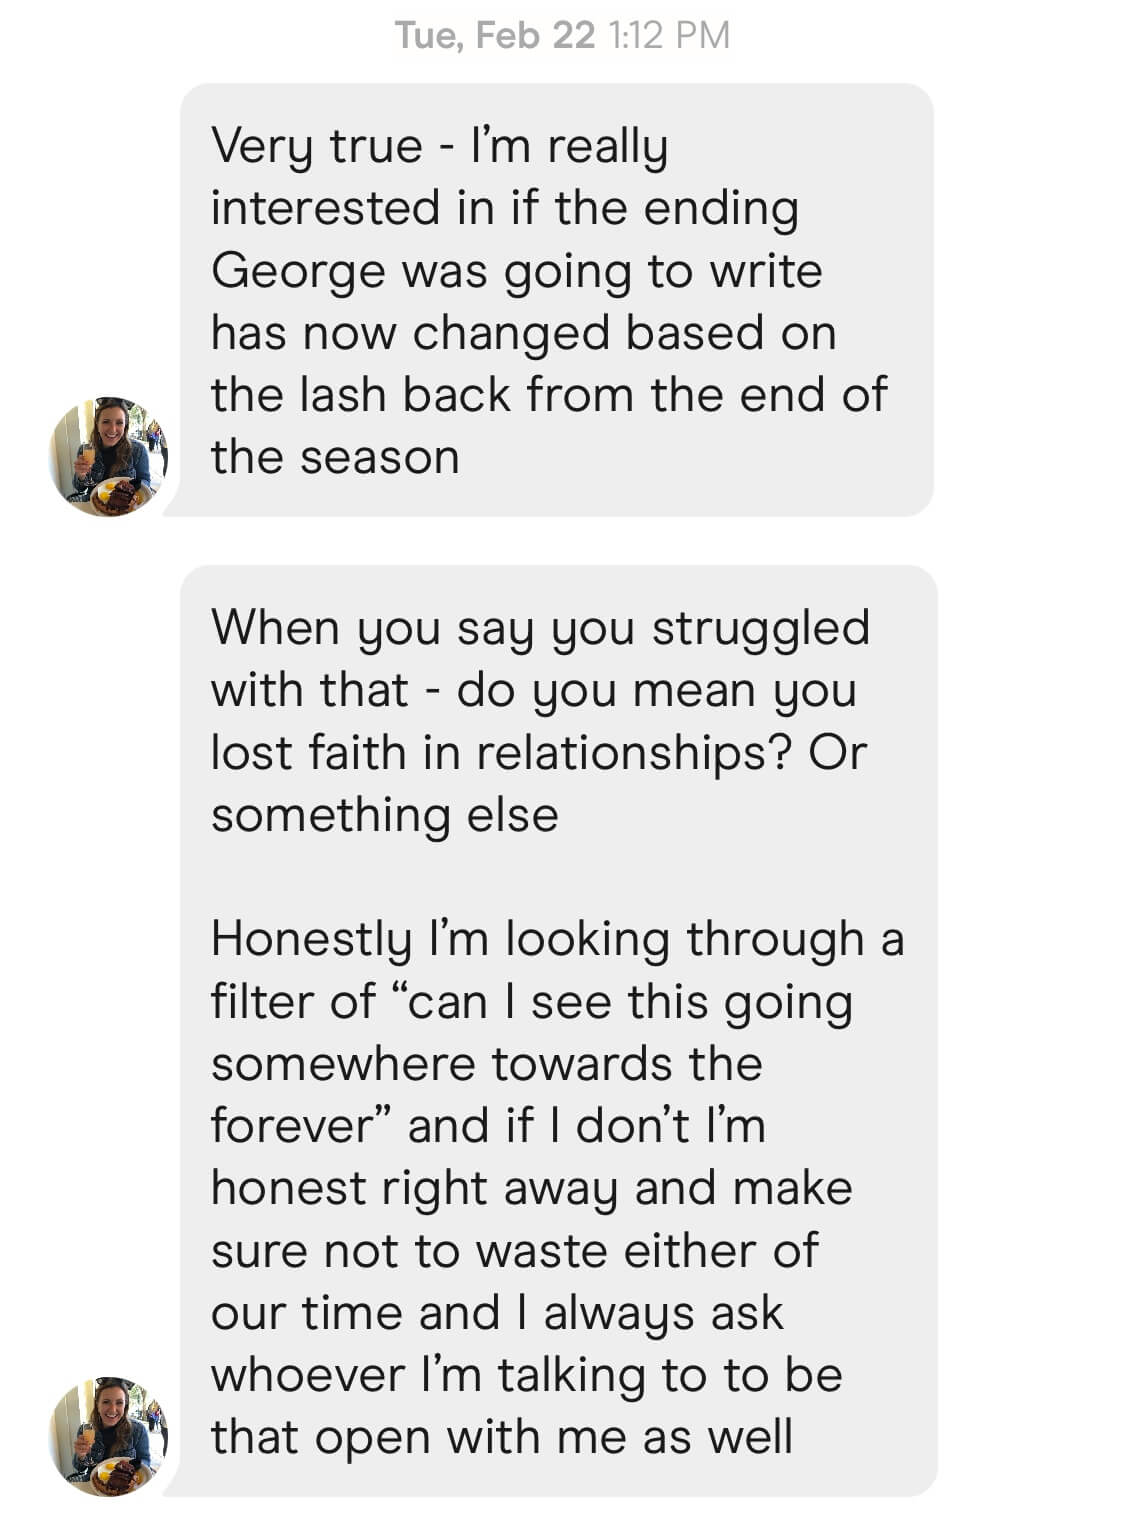 Tue, Feb 22 1:12 PM
Very true - I'm really
interested in if the ending
George was going to write
has now changed based on
the lash back from the end of
the season
When you say you struggled
with that - do you mean you
lost faith in relationships? Or
something else
Honestly I'm looking through a
filter of “can I see this going
somewhere towards the
forever” and if I don't I'm
honest right away and make
sure not to waste either of
our time and I always ask
whoever I'm talking to to be
that open with me as well